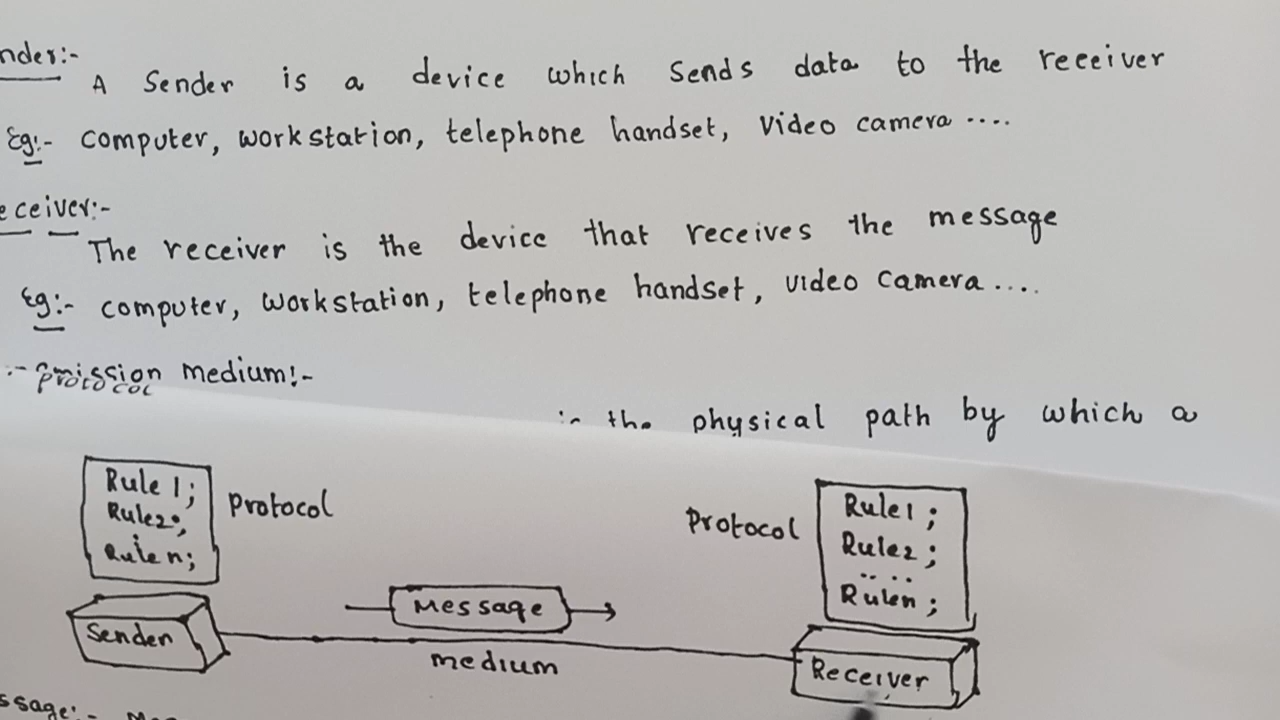 nder:-
A Sender is a device which Sends data to the receiver
Eg:- computer, workstation, telephone handset, Video camera ....
eceiver:-
The receiver is the device that receives the message
Eg:- computer, workstation, telephone handset, video camera ....
smission medium:-
protocol
is the physical path by which a
Rule 1;
Rule2;
Rule n;
Protocol
Protocol
Rule1;
Rule2;
....
Rulen;
Message
Sender
medium
Receiver
ssage:-